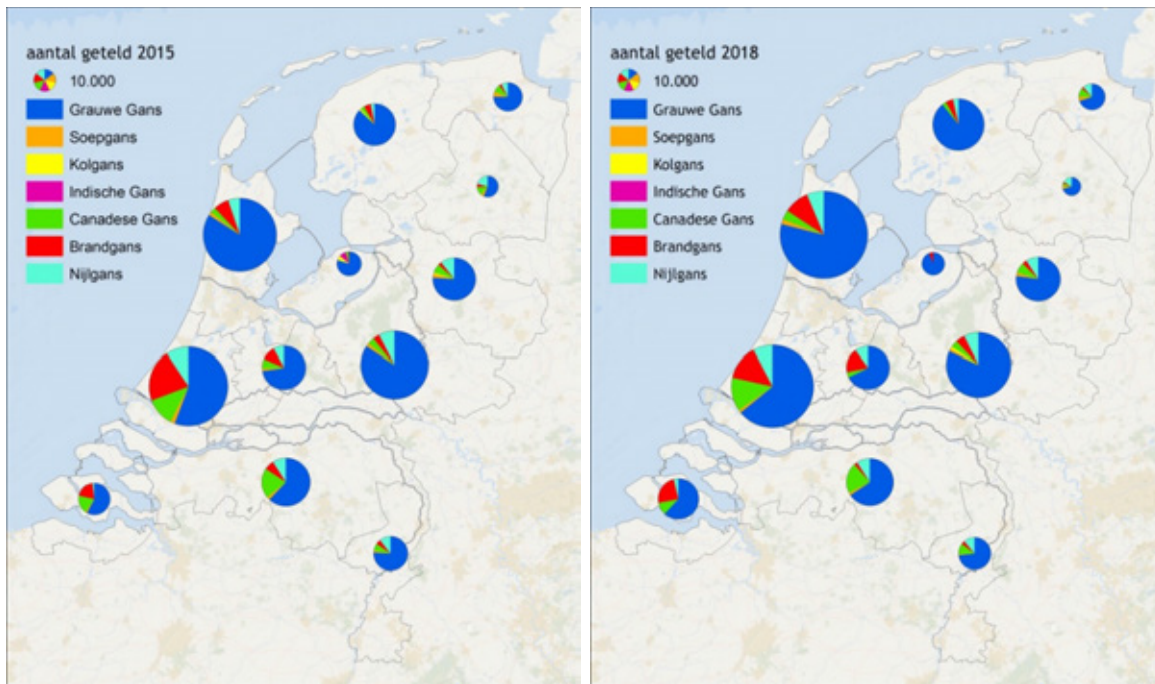 aantal geteld 2015
10.000
Grauwe Gans
Soepgans
Kolgans
Indische Gans
Canadese Gans
Brandgans
Nijlgans
aantal geteld 2018
10.000
Grauwe Gans
Soepgans
Kolgans
Indische Gans
Canadese Gans
Brandgans
Nijlgans